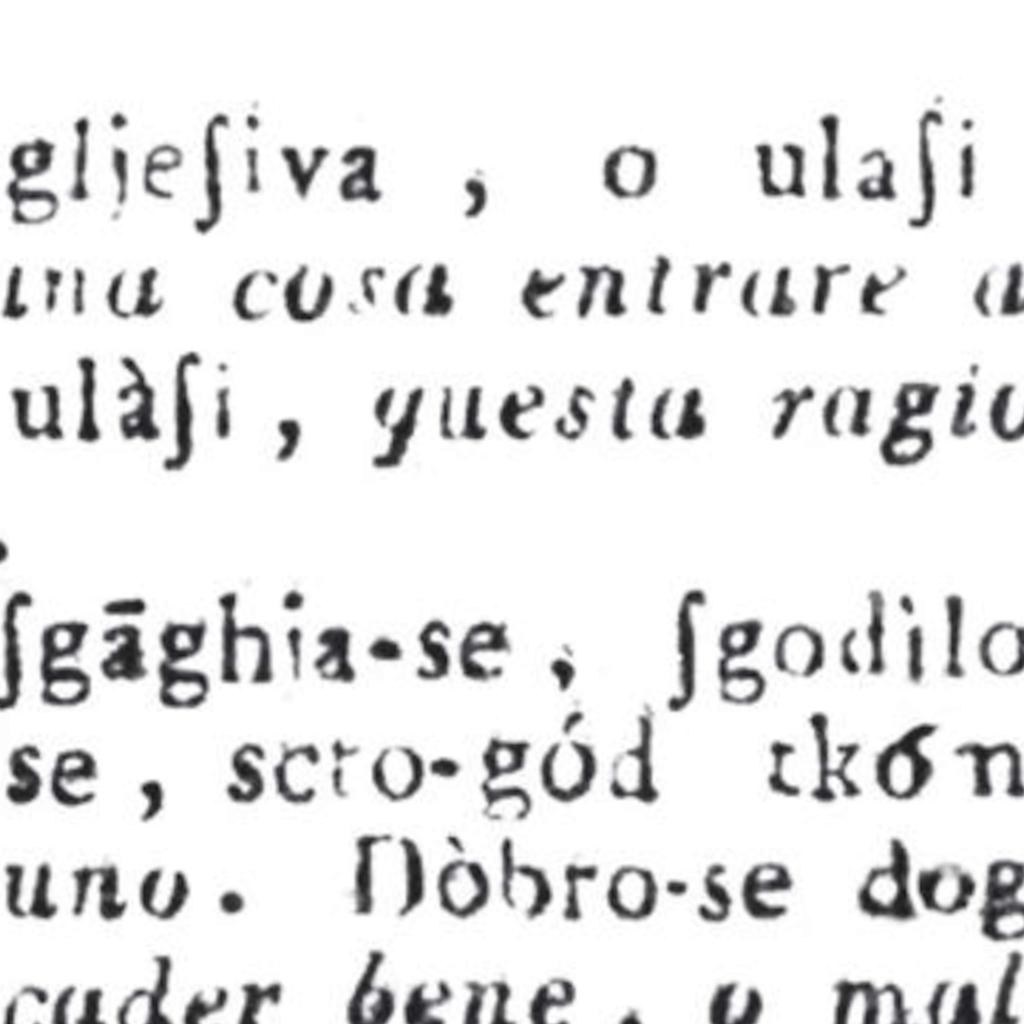 gljeſiva , o ulaſi
una cosa entrare a
ulàſi , questa ragio
.
ſgāghia-se , ſgodilo
se , scto-gód tkón
uno . Dòbro-se dog
cader bene , o mal